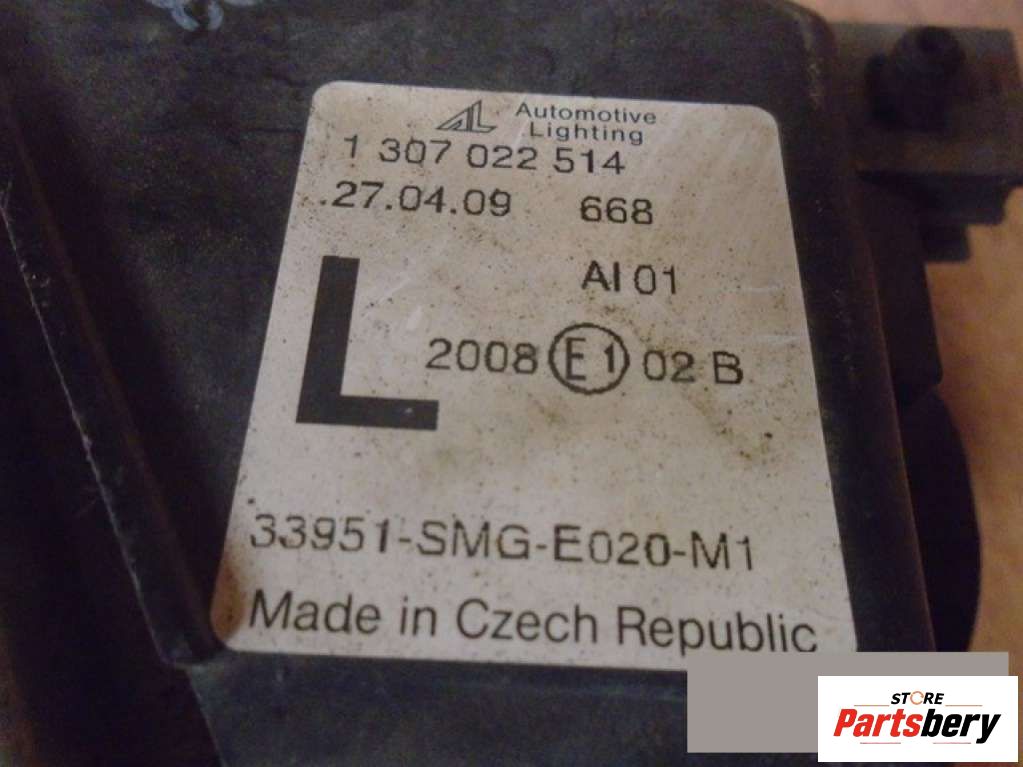 AL Automotive
Lighting
1 307 022 514
.27.04.09 668
AI 01
L
2008 E1 02 B
33951-SMG-E020-M1
Made in Czech Republic
STORE
Partsbery